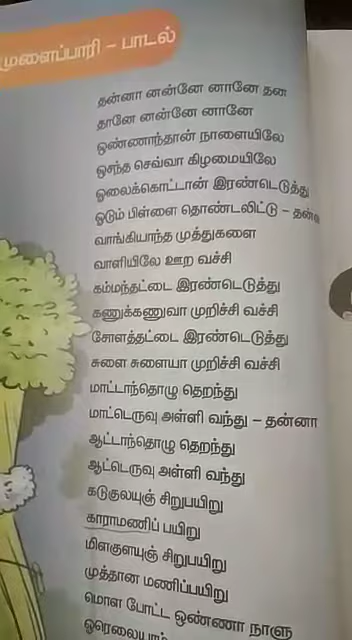 முளைப்பாரி – பாடல்
தன்னா னன்னே னானே தன
தானே னன்னே னானே
ஒண்ணாந்தான் நாளையிலே
ஒசந்த செவ்வா கிழமையிலே
ஓலைக்கொட்டான் இரண்டெடுத்து
ஓடும் பிள்ளை தொண்டலிட்டு –
வாங்கியாந்த முத்துகளை
வாளியிலே ஊற வச்சி
கம்மந்தட்டை இரண்டெடுத்து
கணுக்கணுவா முறிச்சி வச்சி
சோளத்தட்டை இரண்டெடுத்து
சுளை சுளையா முறிச்சி வச்சி
மாட்டாந்தொழு தெறந்து
மாட்டெருவு அள்ளி வந்து – தன்னா
ஆட்டாந்தொழு தெறந்து
ஆட்டெருவு அள்ளி வந்து
கடுகுலயுஞ் சிறுபயிறு
காராமணிப் பயிறு
மிளகுளயுஞ் சிறுபயிறு
முத்தான மணிப்பயிறு
மொள போட்ட ஒண்ணா நாளு